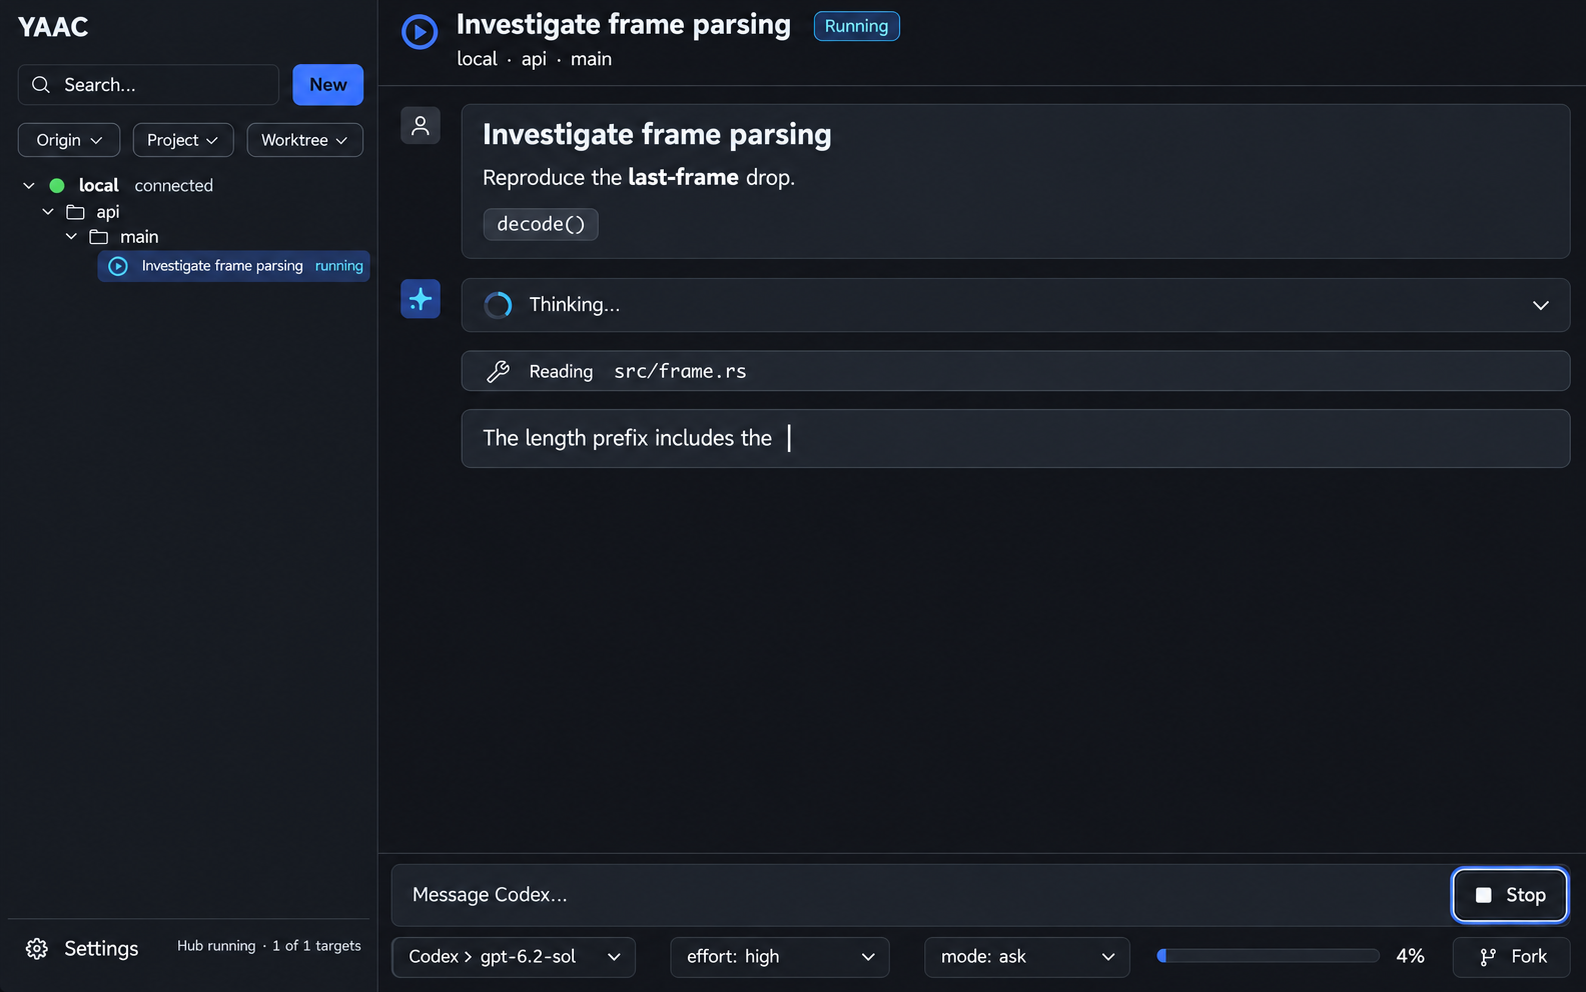 YAAC
Search...
New
Origin
Project
Worktree
local connected
api
main
Investigate frame parsing running
Settings
Hub running · 1 of 1 targets
Investigate frame parsing
Running
local · api · main
Investigate frame parsing
Reproduce the last-frame drop.
decode()
Thinking...
Reading src/frame.rs
The length prefix includes the
Message Codex...
Stop
Codex > gpt-6.2-sol
effort: high
mode: ask
4%
Fork